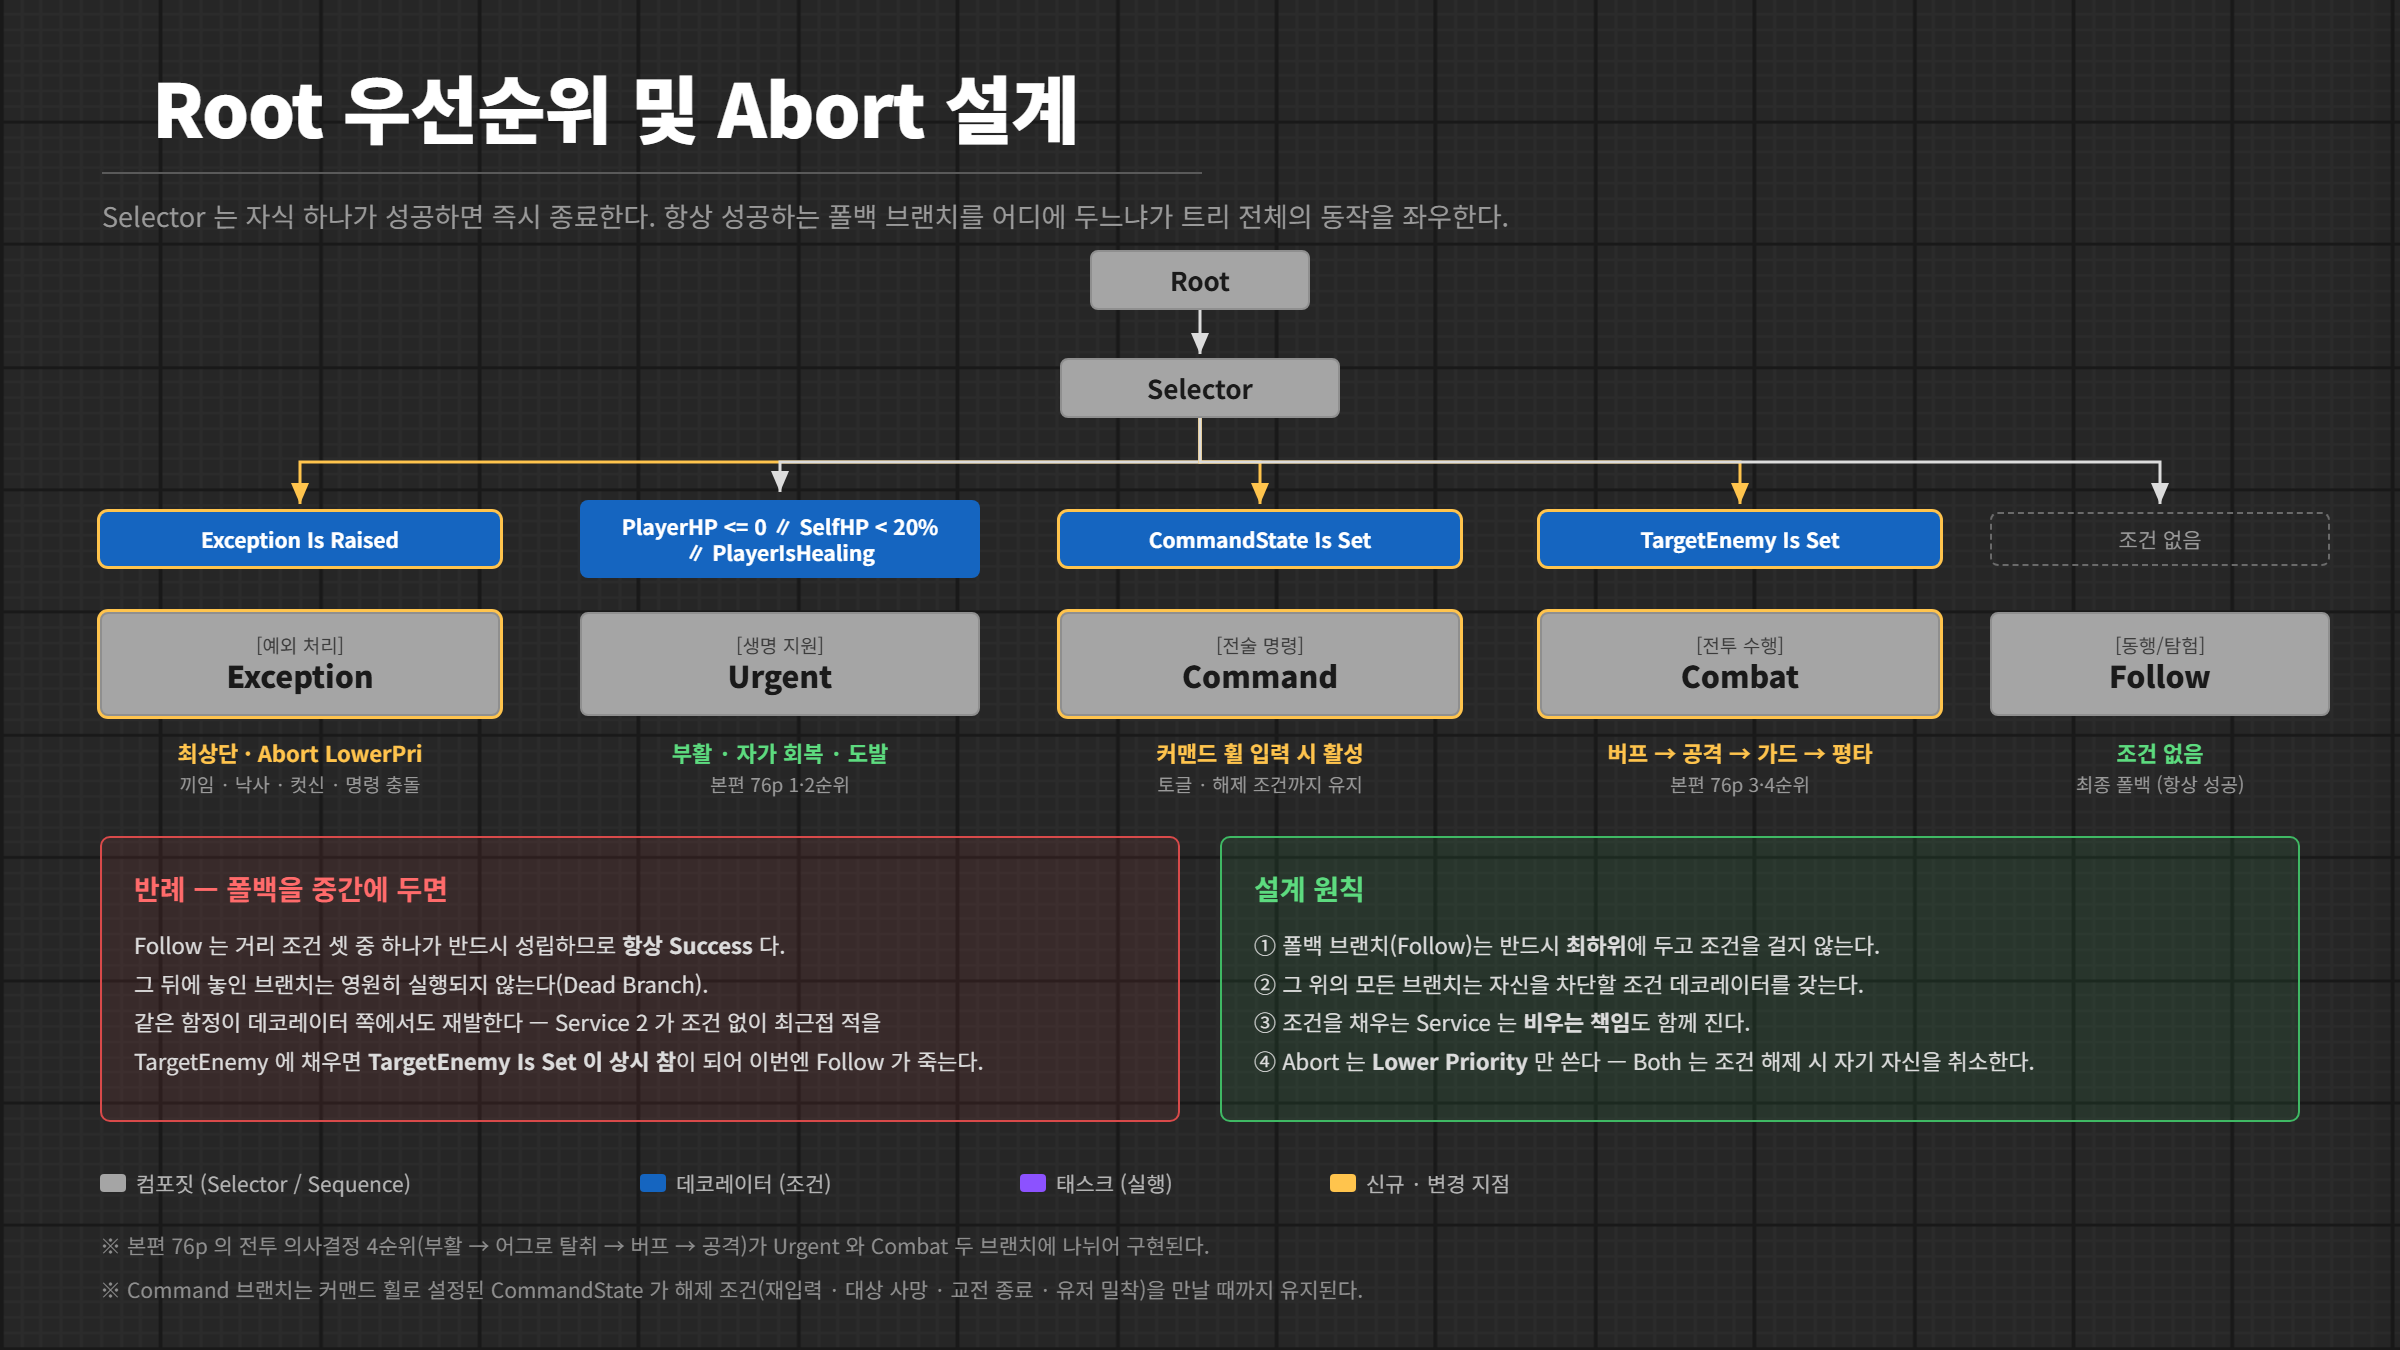 Root 우선순위 및 Abort 설계
Selector 는 자식 하나가 성공하면 즉시 종료한다. 항상 성공하는 폴백 브랜치를 어디에 두느냐가 트리 전체의 동작을 좌우한다.
Root
Selector
Exception Is Raised
PlayerHP <= 0 // SelfHP < 20%
// PlayerIsHealing
CommandState Is Set
TargetEnemy Is Set
조건 없음
[예외 처리]
Exception
[생명 지원]
Urgent
[전술 명령]
Command
[전투 수행]
Combat
[동행/탐험]
Follow
최상단 · Abort LowerPri
끼임 · 낙사 · 컷신 · 명령 충돌
부활 · 자가 회복 · 도발
본편 76p 1·2순위
커맨드 휠 입력 시 활성
토글 · 해제 조건까지 유지
버프 → 공격 → 가드 → 평타
본편 76p 3·4순위
조건 없음
최종 폴백 (항상 성공)
반례 — 폴백을 중간에 두면
Follow 는 거리 조건 셋 중 하나가 반드시 성립하므로 항상 Success 다.
그 뒤에 놓인 브랜치는 영원히 실행되지 않는다(Dead Branch).
같은 함정이 데코레이터 쪽에서도 재발한다 — Service 2 가 조건 없이 최근접 적을
TargetEnemy 에 채우면 TargetEnemy Is Set 이 상시 참이 되어 이번엔 Follow 가 죽는다.
설계 원칙
① 폴백 브랜치(Follow)는 반드시 최하위에 두고 조건을 걸지 않는다.
② 그 위의 모든 브랜치는 자신을 차단할 조건 데코레이터를 갖는다.
③ 조건을 채우는 Service 는 비우는 책임도 함께 진다.
④ Abort 는 Lower Priority 만 쓴다 — Both 는 조건 해제 시 자기 자신을 취소한다.
컴포짓 (Selector / Sequence)
데코레이터 (조건)
태스크 (실행)
신규 · 변경 지점
※ 본편 76p 의 전투 의사결정 4순위(부활 → 어그로 탈취 → 버프 → 공격)가 Urgent 와 Combat 두 브랜치에 나뉘어 구현된다.
※ Command 브랜치는 커맨드 휠로 설정된 CommandState 가 해제 조건(재입력 · 대상 사망 · 교전 종료 · 유저 밀착)을 만날 때까지 유지된다.